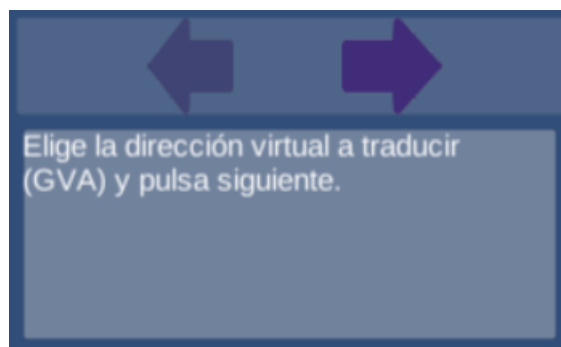 Elige la dirección virtual a traducir
(GVA) y pulsa siguiente.